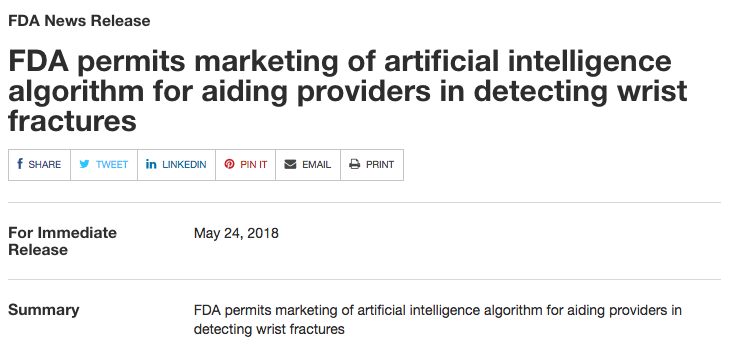 FDA News Release
FDA permits marketing of artificial intelligence
algorithm for aiding providers in detecting wrist
fractures
f SHARE TWEET in LINKEDIN PIN IT EMAIL PRINT
For Immediate
Release
May 24, 2018
Summary
FDA permits marketing of artificial intelligence algorithm for aiding providers in
detecting wrist fractures